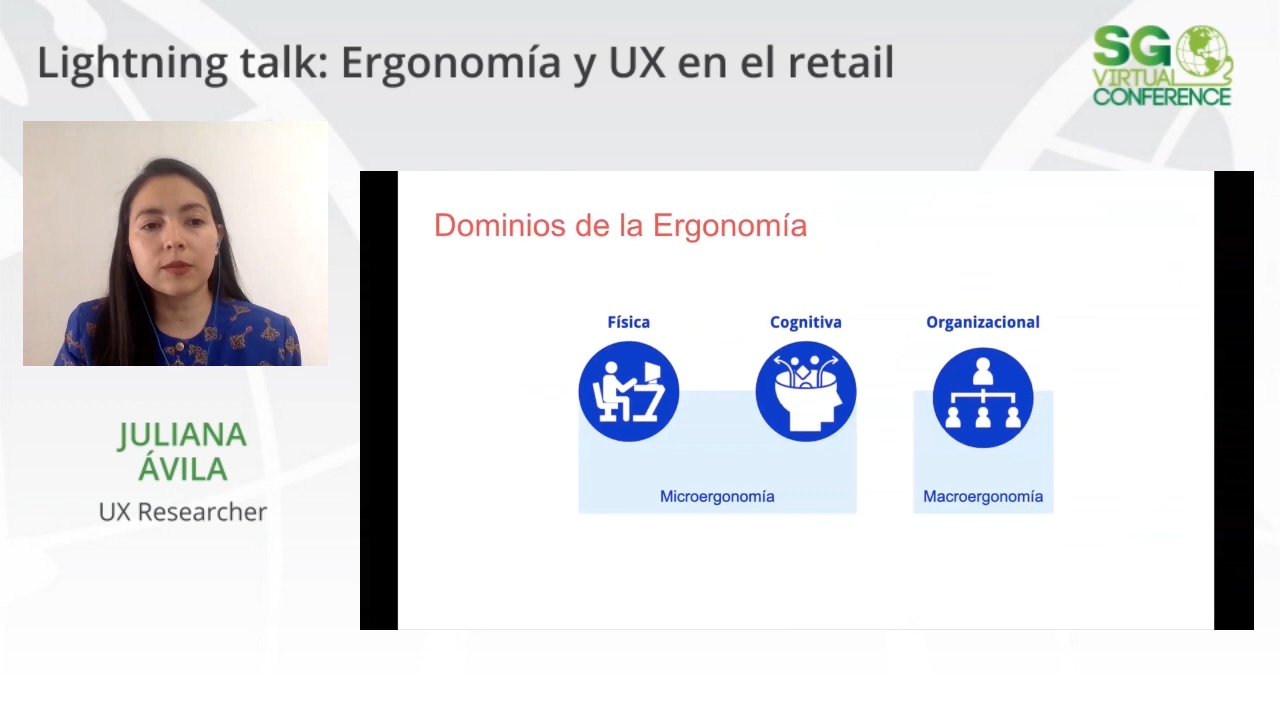 Lightning talk: Ergonomía y UX en el retail
SG
VIRTUAL
CONFERENCE
Dominios de la Ergonomía
Física
Cognitiva
Organizacional
Microergonomía
Macroergonomía
JULIANA
ÁVILA
UX Researcher